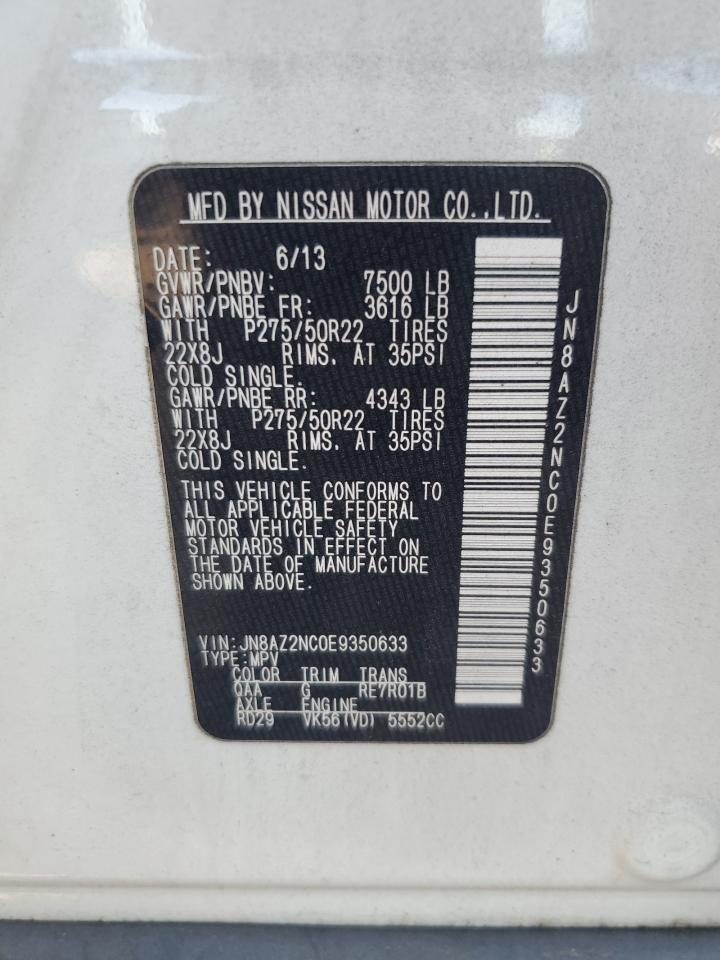 MFD BY NISSAN MOTOR CO.,LTD.
DATE: 6/13
GVWR/PNBV: 7500 LB
GAWR/PNBE FR: 3616 LB
WITH P275/50R22 TIRES
22X8J RIMS. AT 35PSI
COLD SINGLE.
GAWR/PNBE RR: 4343 LB
WITH P275/50R22 TIRES
22X8J RIMS. AT 35PSI
COLD SINGLE.
THIS VEHICLE CONFORMS TO
ALL APPLICABLE FEDERAL
MOTOR VEHICLE SAFETY
STANDARDS IN EFFECT ON
THE DATE OF MANUFACTURE
SHOWN ABOVE.
VIN:JN8AZ2NC0E9350633
TYPE:MPV
COLOR TRIM TRANS
QAA G RE7R01B
AXLE ENGINE
RD29 VK56(VD) 5552CC
JN8AZ2NC0E9350633